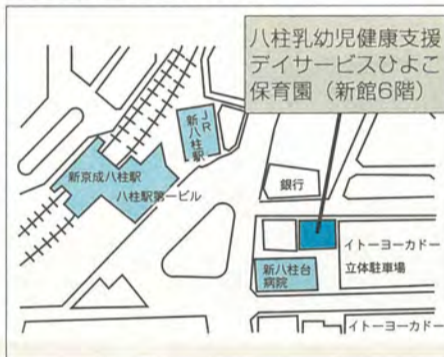 八柱乳幼児健康支援
デイサービスひよこ
保育園（新館6階）
JR
新八柱駅
新京成八柱駅
八柱駅第一ビル
銀行
イトーヨーカドー
立体駐車場
新八柱台
病院
イトーヨーカドー